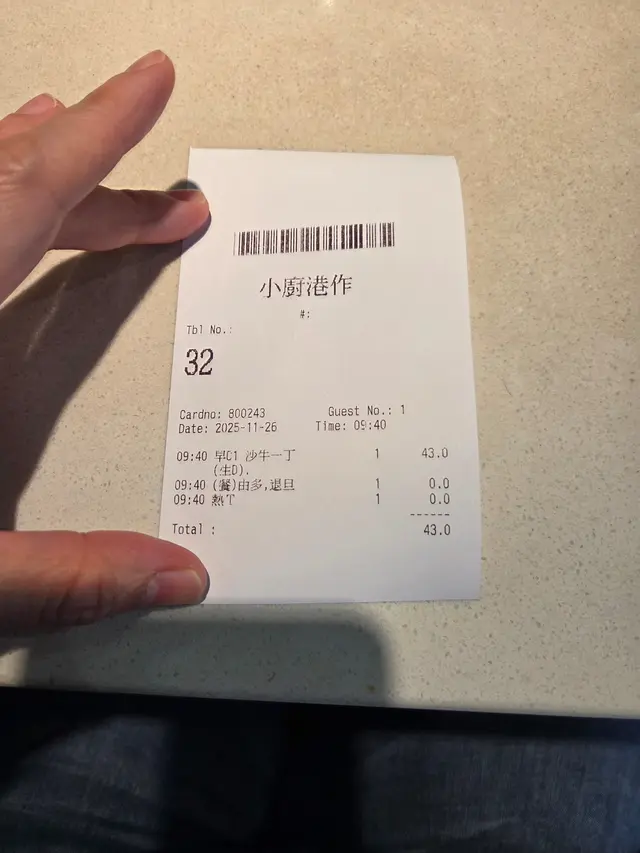 小廚港作
#:
Tbl No.:
32
Cardno: 800243 Guest No.: 1
Date: 2025-11-26 Time: 09:40
09:40 早C1 沙牛一丁 1 43.0
(生D).
09:40 (餐)由多,退旦 1 0.0
09:40 熱T 1 0.0
------
Total : 43.0